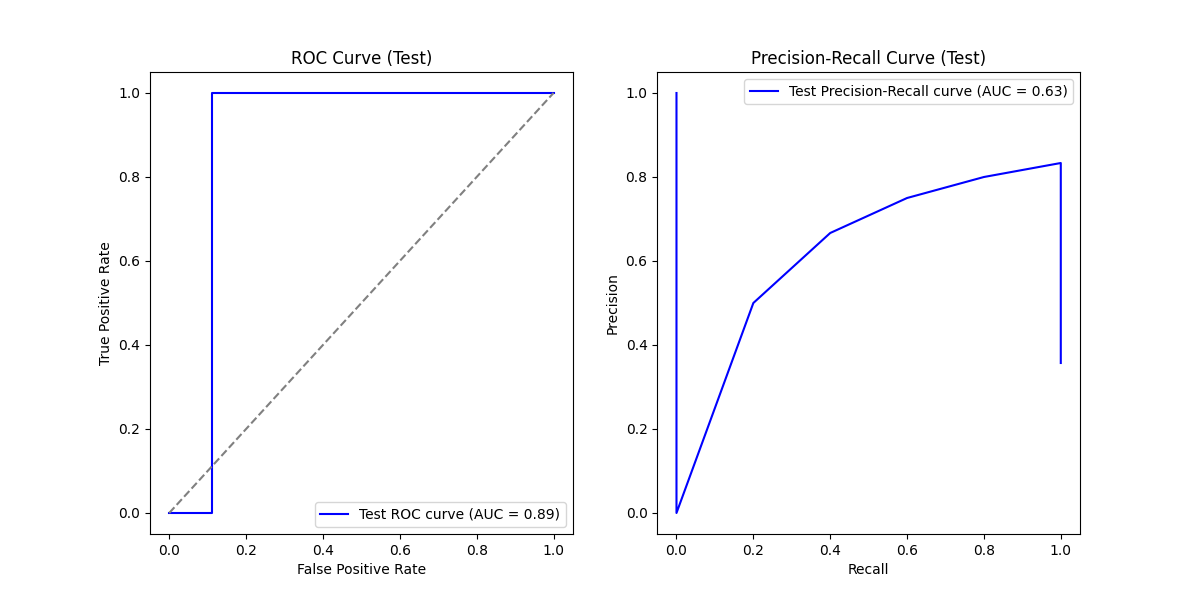 ROC Curve (Test)
True Positive Rate
1.0
0.8
0.6
0.4
0.2
0.0
Test ROC curve (AUC = 0.89)
0.0 0.2 0.4 0.6 0.8 1.0
False Positive Rate
Precision-Recall Curve (Test)
Precision
1.0
0.8
0.6
0.4
0.2
0.0
Test Precision-Recall curve (AUC = 0.63)
0.0 0.2 0.4 0.6 0.8 1.0
Recall